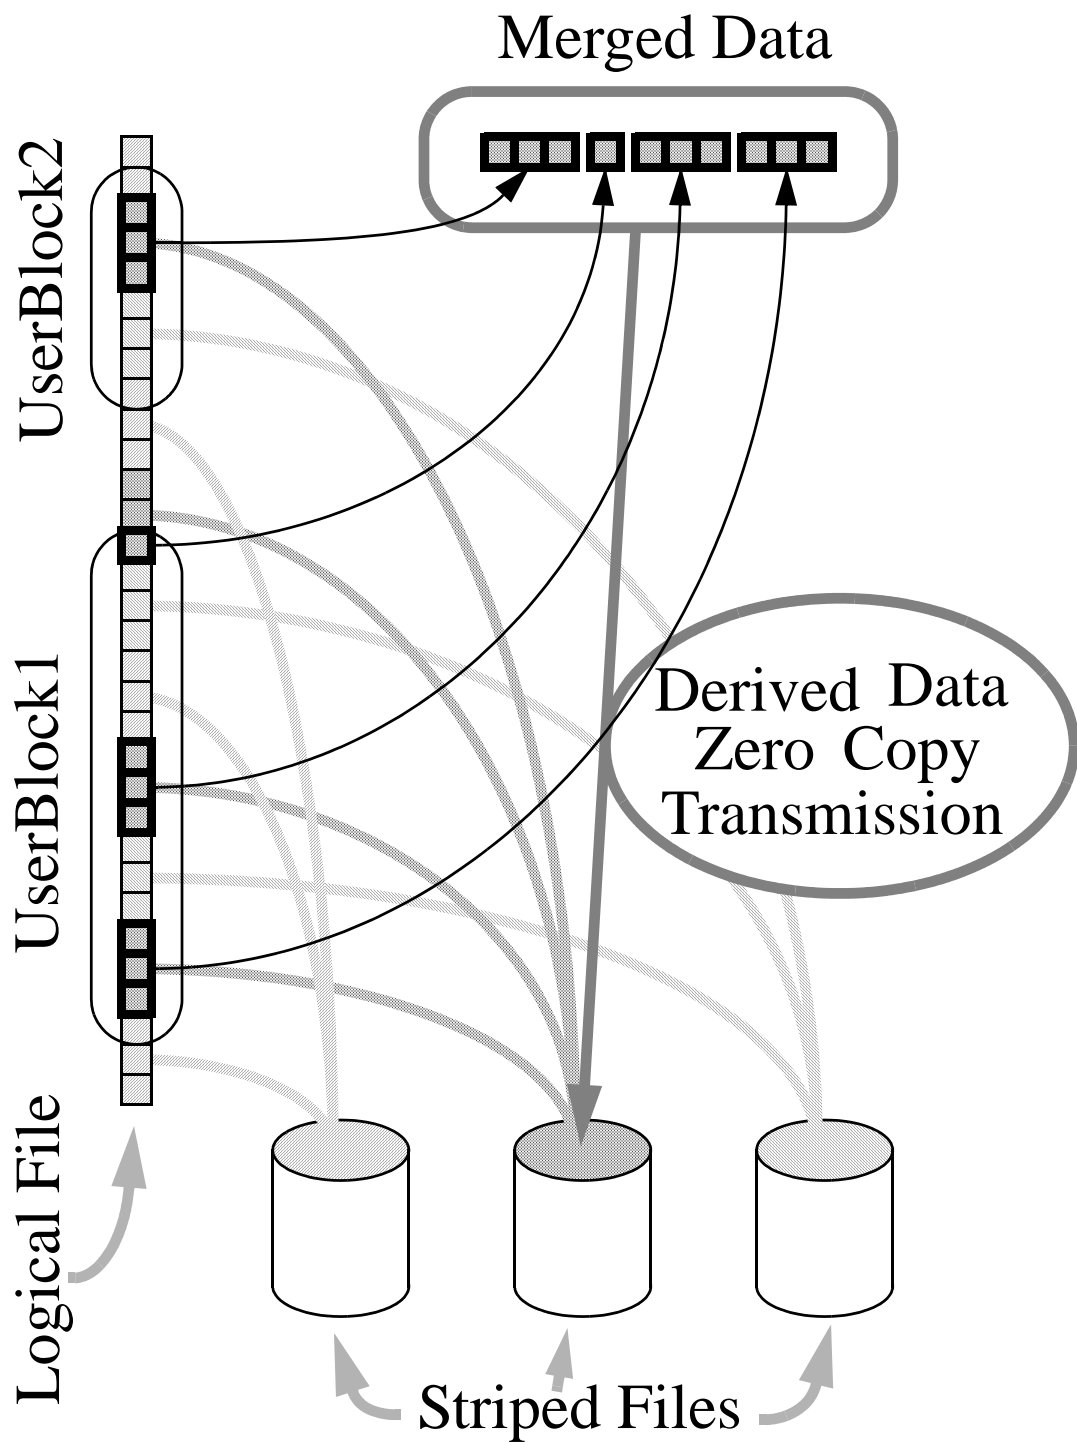 Merged Data
UserBlock2
UserBlock1
Derived Data
Zero Copy
Transmission
Logical File
Striped Files